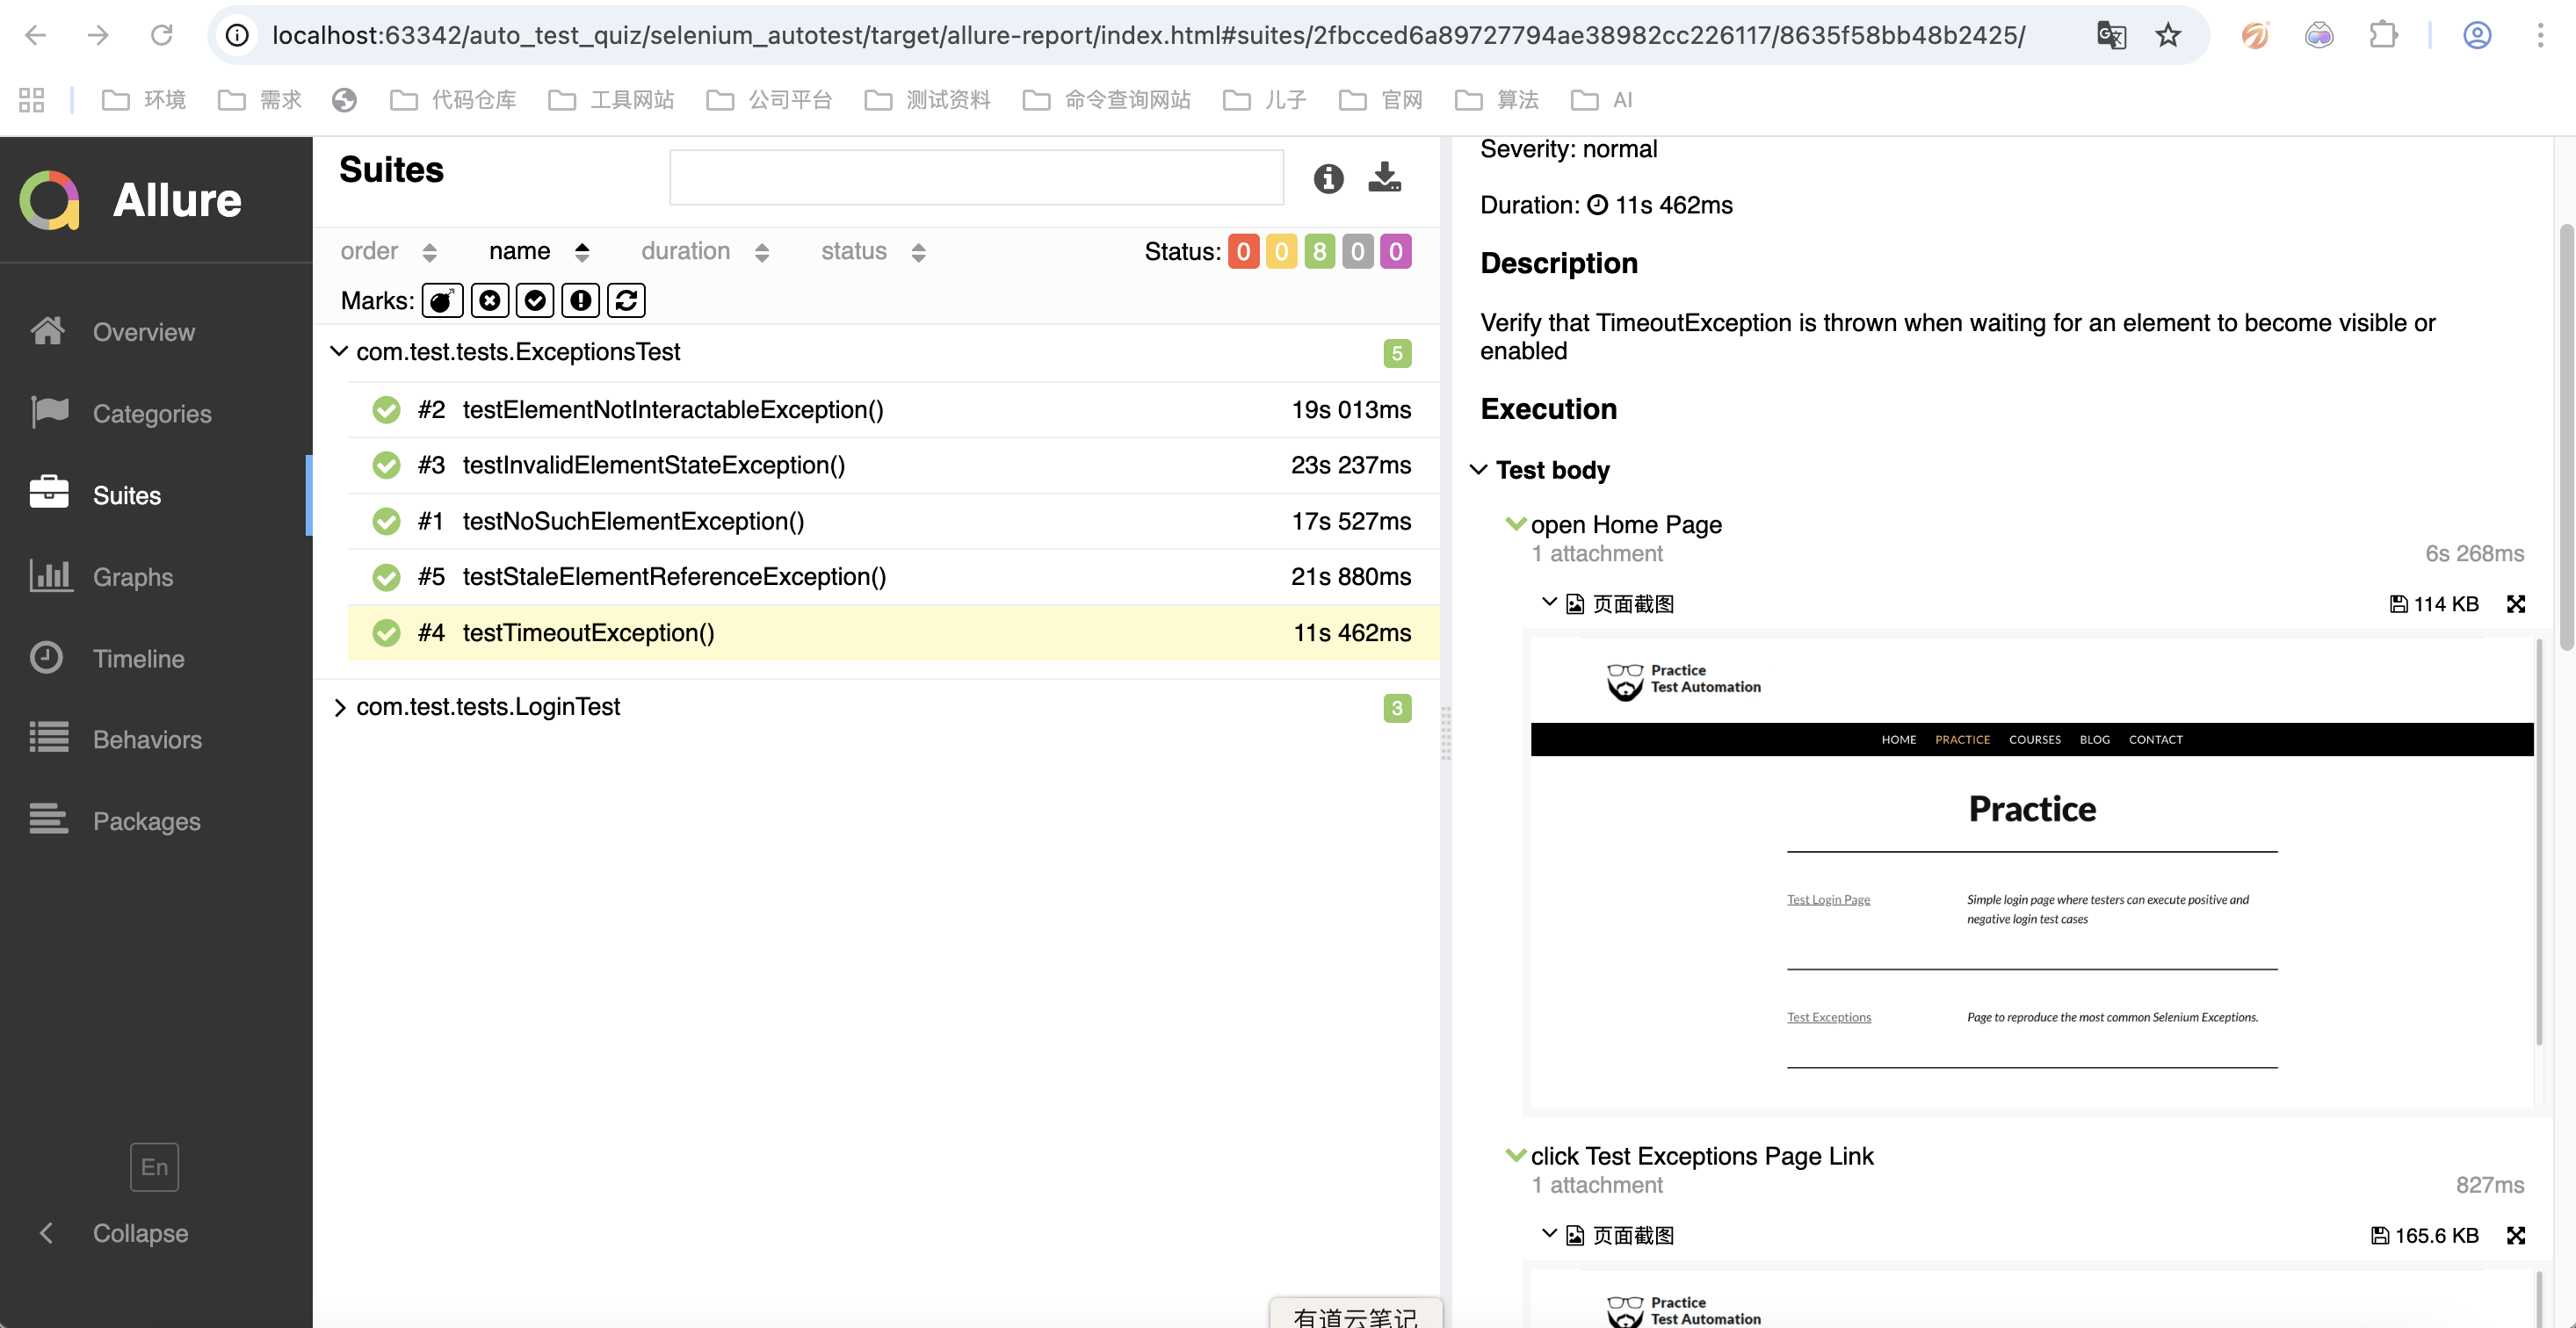 localhost:63342/auto_test_quiz/selenium_autotest/target/allure-report/index.html#suites/2fbcced6a89727794ae38982cc226117/8635f58bb48b2425/
环境 需求 代码仓库 工具网站 公司平台 测试资料 命令查询网站 儿子 官网 算法 AI
Allure
Overview
Categories
Suites
Graphs
Timeline
Behaviors
Packages
En
Collapse
Suites
order name duration status Status: 0 0 8 0 0
Marks:
com.test.tests.ExceptionsTest 5
#2 testElementNotInteractableException() 19s 013ms
#3 testInvalidElementStateException() 23s 237ms
#1 testNoSuchElementException() 17s 527ms
#5 testStaleElementReferenceException() 21s 880ms
#4 testTimeoutException() 11s 462ms
com.test.tests.LoginTest 3
Severity: normal
Duration: 11s 462ms
Description
Verify that TimeoutException is thrown when waiting for an element to become visible or
enabled
Execution
Test body
open Home Page
1 attachment 6s 268ms
页面截图 114 KB
Practice
Test Automation
HOME PRACTICE COURSES BLOG CONTACT
Practice
Test Login Page Simple login page where testers can execute positive and
negative login test cases
Test Exceptions Page to reproduce the most common Selenium Exceptions.
click Test Exceptions Page Link
1 attachment 827ms
页面截图 165.6 KB
Practice
Test Automation
有道云笔记